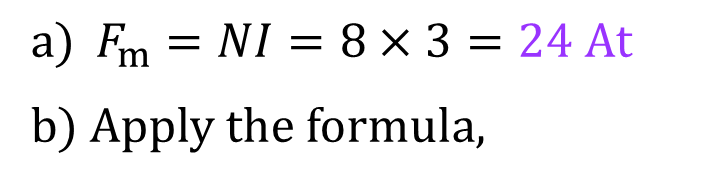 a) Fm = NI = 8 × 3 = 24 At
b) Apply the formula,